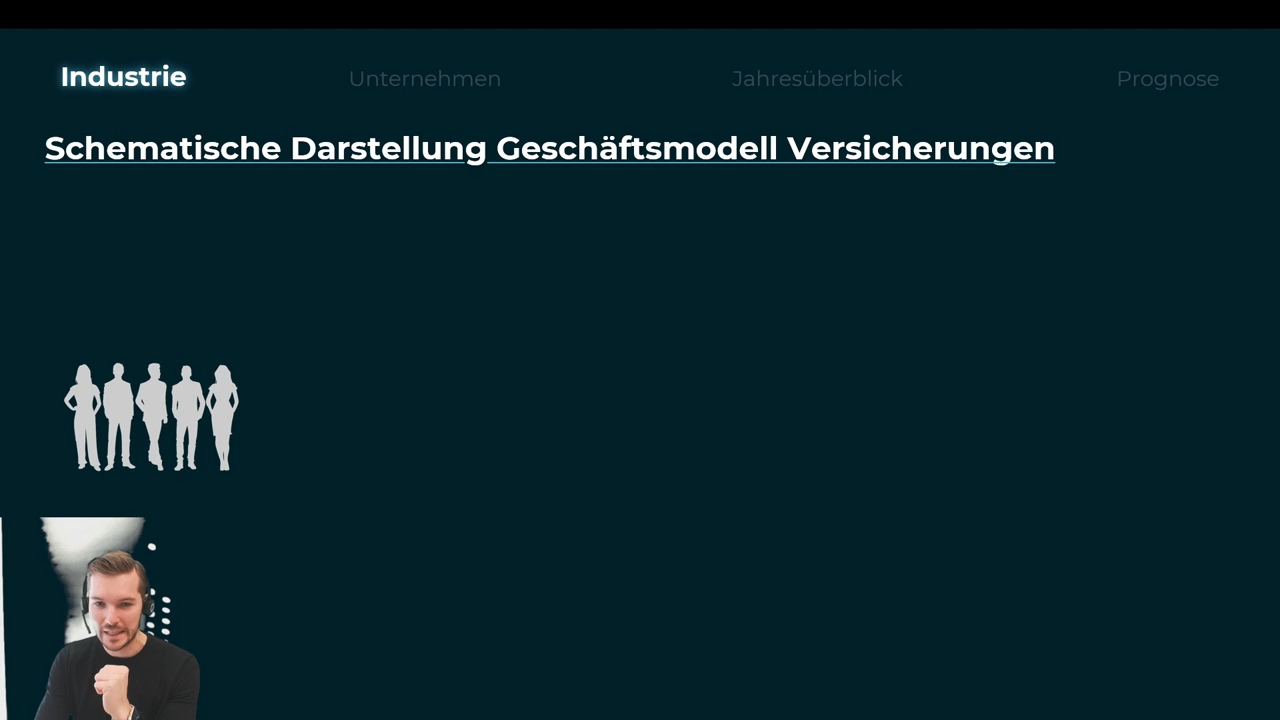 Industrie Unternehmen Jahresüberblick Prognose
Schematische Darstellung Geschäftsmodell Versicherungen